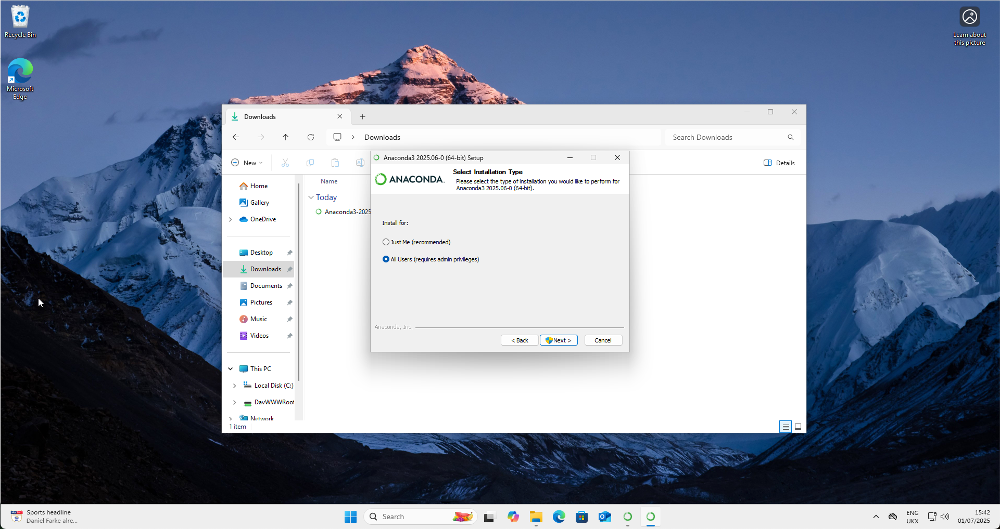 Recycle Bin
Microsoft
Edge
Learn about
this picture
Downloads
Downloads
Search Downloads
New
Details
Home
Gallery
OneDrive
Desktop
Downloads
Documents
Pictures
Music
Videos
This PC
Local Disk (C:)
DavWWWRoot
Network
1 item
Name
Today
Anaconda3-2025
Anaconda3 2025.06-0 (64-bit) Setup
ANACONDA.
Select Installation Type
Please select the type of installation you would like to perform for
Anaconda3 2025.06-0 (64-bit).
Install for:
Just Me (recommended)
All Users (requires admin privileges)
Anaconda, Inc.
< Back
Next >
Cancel
Sports headline
Daniel Farke alre...
Search
ENG
UKX
15:42
01/07/2025